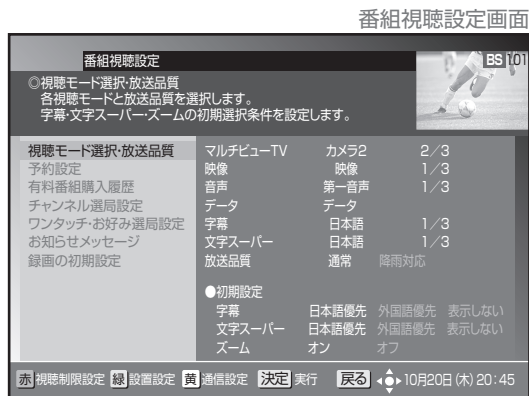 番組視聴設定画面
番組視聴設定
BS 101
◎視聴モード選択・放送品質
各視聴モードと放送品質を選択します。
字幕・文字スーパー・ズームの初期選択条件を設定します。
視聴モード選択・放送品質
予約設定
有料番組購入履歴
チャンネル選局設定
ワンタッチ・お好み選局設定
お知らせメッセージ
録画の初期設定
マルチビューTV カメラ2 2/3
映像 映像 1/3
音声 第一音声 1/3
データ データ
字幕 日本語 1/3
文字スーパー 日本語 1/3
放送品質 通常 降雨対応
●初期設定
字幕 日本語優先 外国語優先 表示しない
文字スーパー 日本語優先 外国語優先 表示しない
ズーム オン オフ
赤 視聴制限設定 緑 設置設定 黄 通信設定 決定 実行 戻る 10月20日(木)20:45